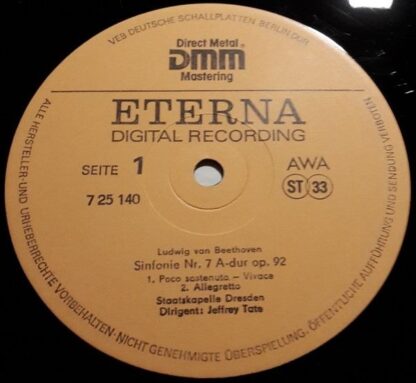 VEB DEUTSCHE SCHALLPLATTEN BERLIN DDR
Direct Metal
DMM
Mastering
ETERNA
DIGITAL RECORDING
SEITE 1
AWA
7 25 140
ST 33
Ludwig van Beethoven
Sinfonie Nr. 7 A-dur op. 92
1. Poco sostenuto – Vivace
2. Allegretto
Staatskapelle Dresden
Dirigent: Jeffrey Tate
ALLE HERSTELLER-UND URHEBERRECHTE VORBEHALTEN · NICHT GENEHMIGTE ÜBERSPIELUNG, ÖFFENTLICHE AUFFÜHRUNG UND SENDUNG VERBOTEN